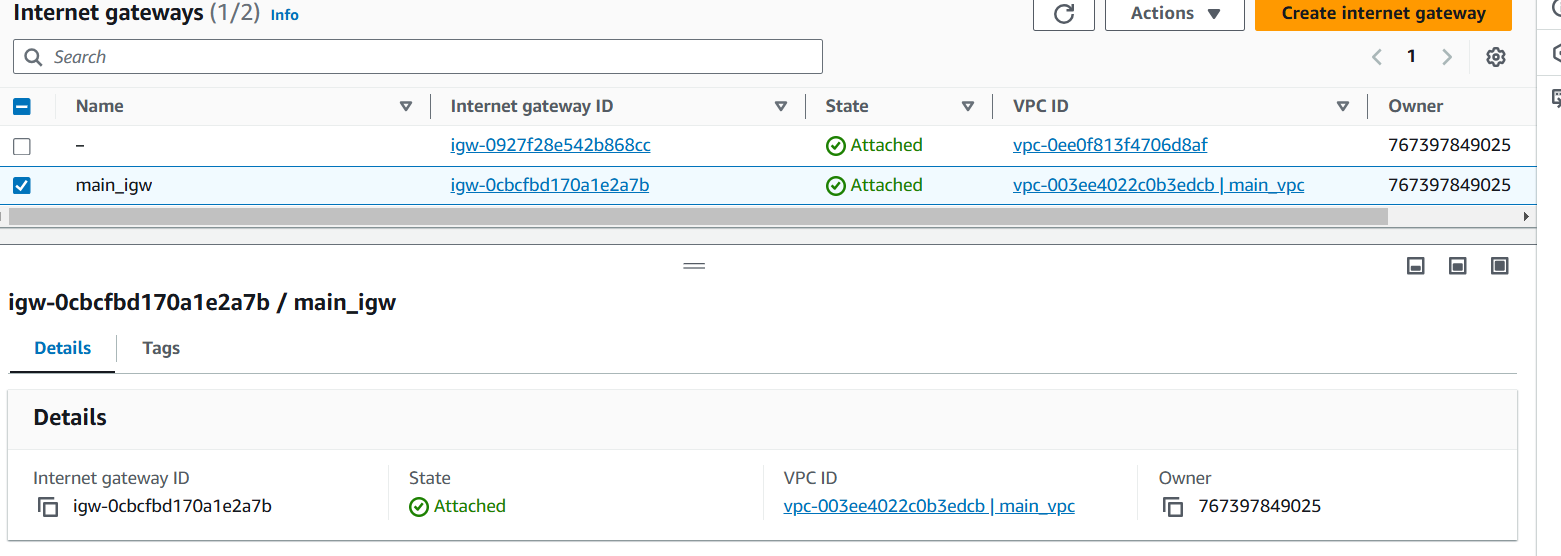 Internet gateways (1/2) Info
Actions
Create internet gateway
Search
1
Name Internet gateway ID State VPC ID Owner
– igw-0927f28e542b868cc Attached vpc-0ee0f813f4706d8af 767397849025
main_igw igw-0cbcfbd170a1e2a7b Attached vpc-003ee4022c0b3edcb | main_vpc 767397849025
igw-0cbcfbd170a1e2a7b / main_igw
Details Tags
Details
Internet gateway ID State VPC ID Owner
igw-0cbcfbd170a1e2a7b Attached vpc-003ee4022c0b3edcb | main_vpc 767397849025